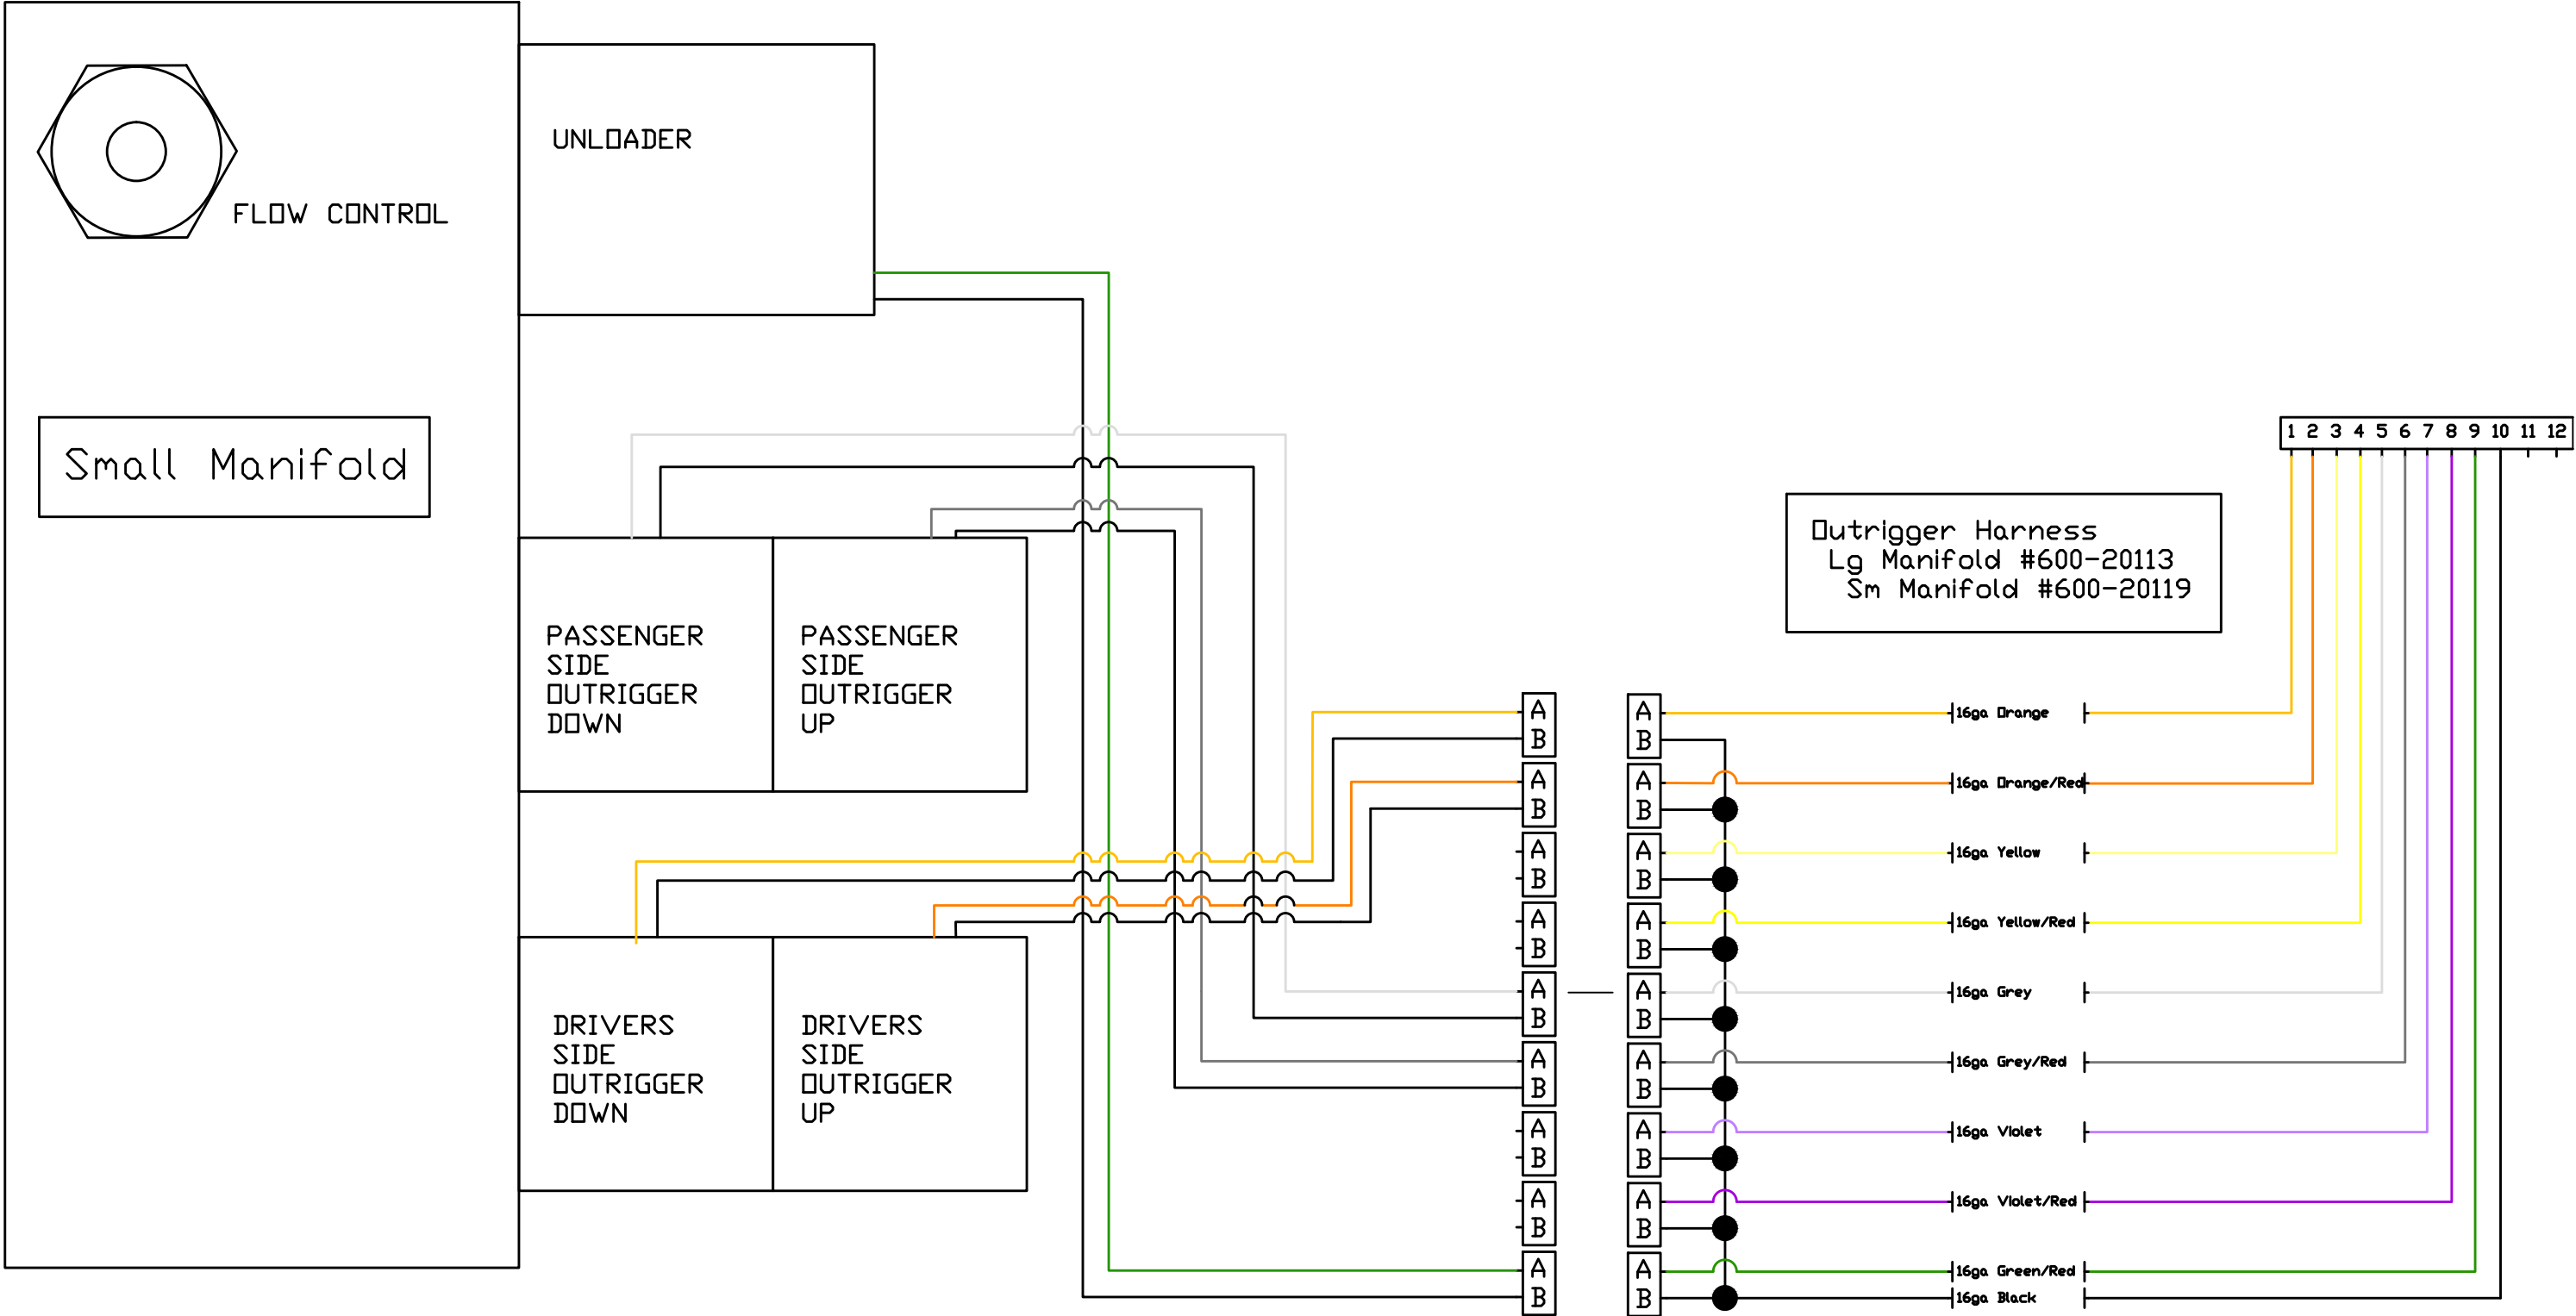 UNLOADER
FLOW CONTROL
Small Manifold
1 2 3 4 5 6 7 8 9 10 11 12
Outrigger Harness
Lg Manifold #600-20113
Sm Manifold #600-20119
PASSENGER
SIDE
OUTRIGGER
DOWN
PASSENGER
SIDE
OUTRIGGER
UP
DRIVERS
SIDE
OUTRIGGER
DOWN
DRIVERS
SIDE
OUTRIGGER
UP
A A 16ga Orange
B B
A A 16ga Orange/Red
B B
A A 16ga Yellow
B B
A A 16ga Yellow/Red
B B
A A 16ga Grey
B B
A A 16ga Grey/Red
B B
A A 16ga Violet
B B
A A 16ga Violet/Red
B B
A A 16ga Green/Red
B B 16ga Black